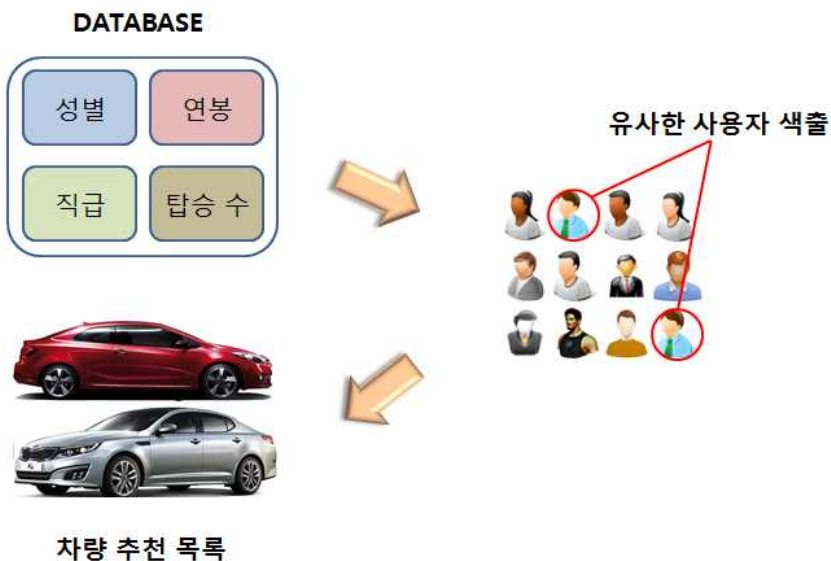 DATABASE
성별
연봉
직급
탑승 수
유사한 사용자 색출
차량 추천 목록